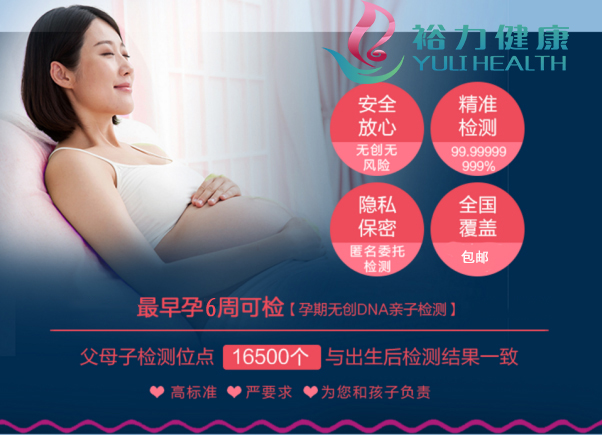 裕力健康
YULI HEALTH
安全
放心
无创无
风险
精准
检测
99.99999
999%
隐私
保密
匿名委托
检测
全国
覆盖
包邮
最早孕6周可检【孕期无创DNA亲子检测】
父母子检测位点 16500个 与出生后检测结果一致
❤高标准 ❤严要求 ❤为您和孩子负责